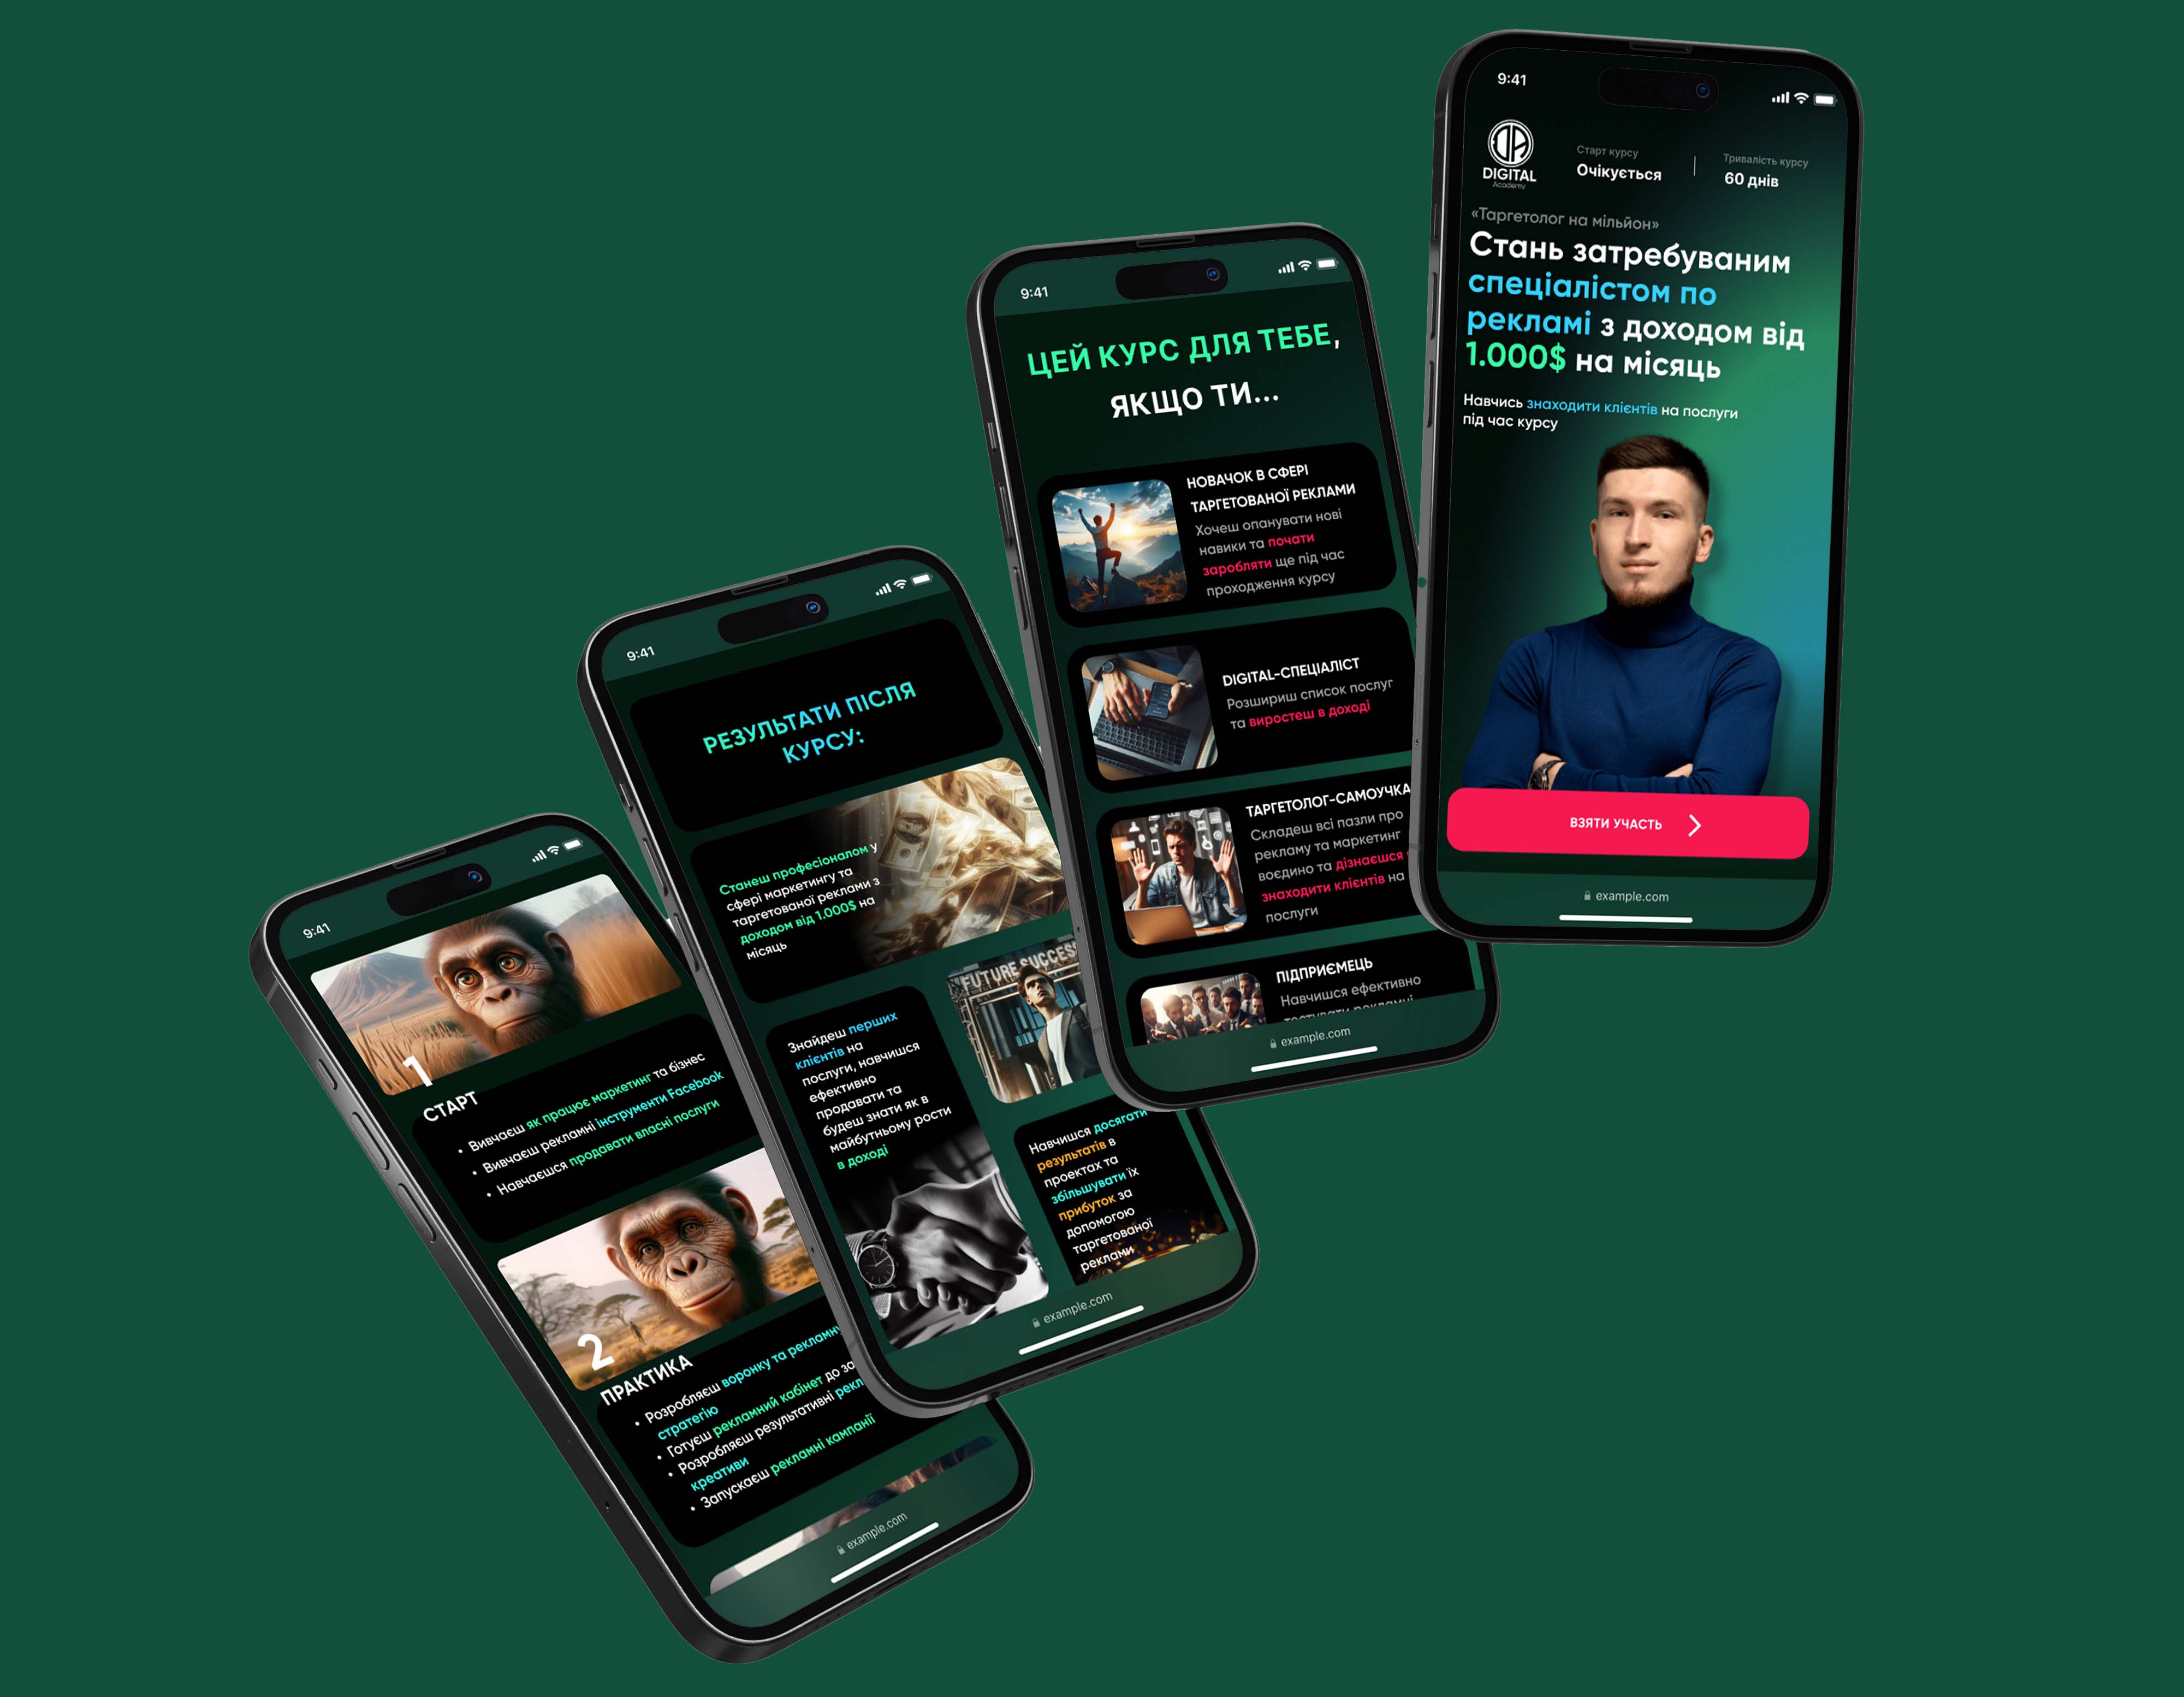 9:41
DIGITAL
Academy
Старт курсу
Очікується
Тривалість курсу
60 днів
«Таргетолог на мільйон»
Стань затребуваним
спеціалістом по
рекламі з доходом від
1.000$ на місяць
Навчись знаходити клієнтів на послуги
під час курсу
ВЗЯТИ УЧАСТЬ
example.com
9:41
ЦЕЙ КУРС ДЛЯ ТЕБЕ,
ЯКЩО ТИ...
НОВАЧОК В СФЕРІ
ТАРГЕТОВАНОЇ РЕКЛАМИ
Хочеш опанувати нові
навики та почати
заробляти ще під час
проходження курсу
DIGITAL-СПЕЦІАЛІСТ
Розшириш список послуг
та виростеш в доході
ТАРГЕТОЛОГ-САМОУЧКА
Складеш всі пазли про
рекламу та маркетинг
воєдино та дізнаєшся
знаходити клієнтів на
послуги
ПІДПРИЄМЕЦЬ
Навчишся ефективно
example.com
9:41
РЕЗУЛЬТАТИ ПІСЛЯ
КУРСУ:
Станеш професіоналом у
сфері маркетингу та
таргетованої реклами з
доходом від 1.000$ на
місяць
FUTURE SUCCESS
Знайдеш перших
клієнтів на
послуги, навчишся
ефективно
продавати та
будеш знати як в
майбутньому рости
в доході
Навчишся досягати
результатів в
проектах та
збільшувати їх
прибуток за
допомогою
таргетованої
реклами
example.com
9:41
1
СТАРТ
• Вивчаєш як працює маркетинг та бізнес
• Вивчаєш рекламні інструменти Facebook
• Навчаєшся продавати власні послуги
2
ПРАКТИКА
• Розробляєш воронку та рекламну
стратегію
• Готуєш рекламний кабінет до
• Розробляєш результативні
креативи
• Запускаєш рекламні кампанії
example.com